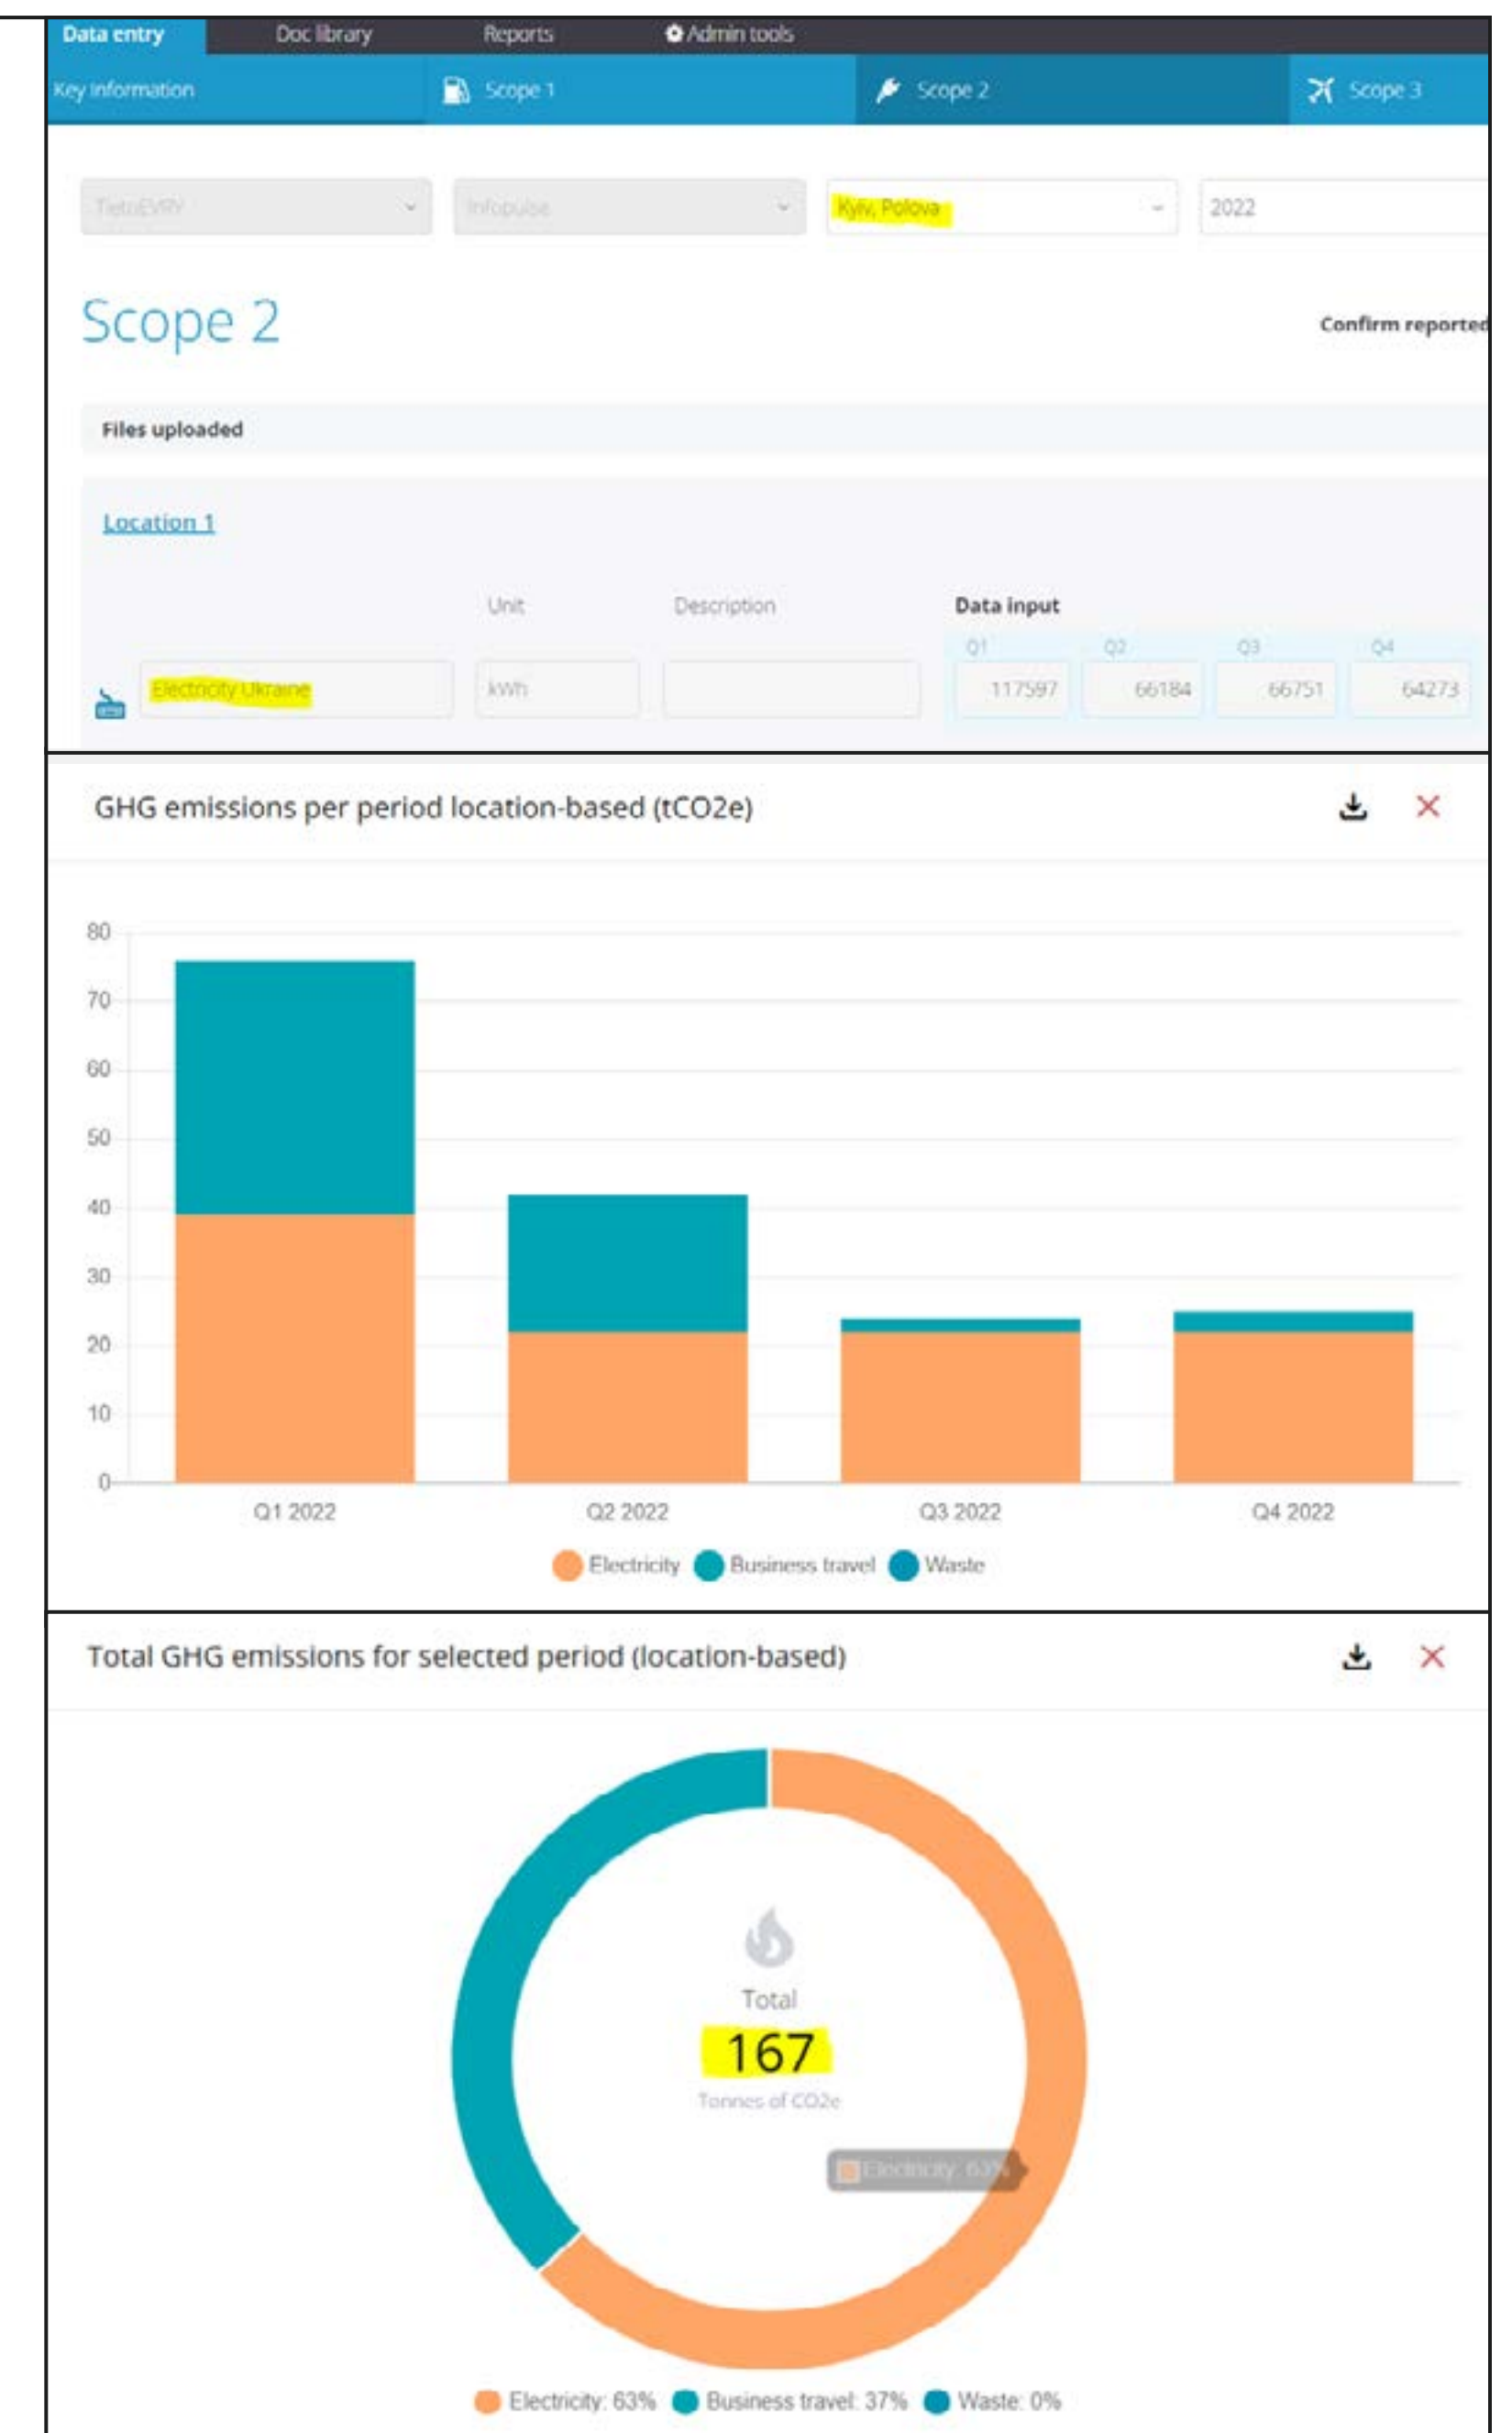 Data entry Doc library Reports Admin tools
Key Information Scope 1 Scope 2 Scope 3
TietoEVRY Infopulse Kyiv, Polova 2022
Scope 2
Confirm reported
Files uploaded
Location 1
Unit Description Data input
Q1 Q2 Q3 Q4
Electricity Ukraine kWh 117597 66184 66751 64273
GHG emissions per period location-based (tCO2e)
80
70
60
50
40
30
20
10
0
Q1 2022 Q2 2022 Q3 2022 Q4 2022
Electricity Business travel Waste
Total GHG emissions for selected period (location-based)
Total
167
Tonnes of CO2e
Electricity: 63%
Electricity: 63% Business travel: 37% Waste: 0%